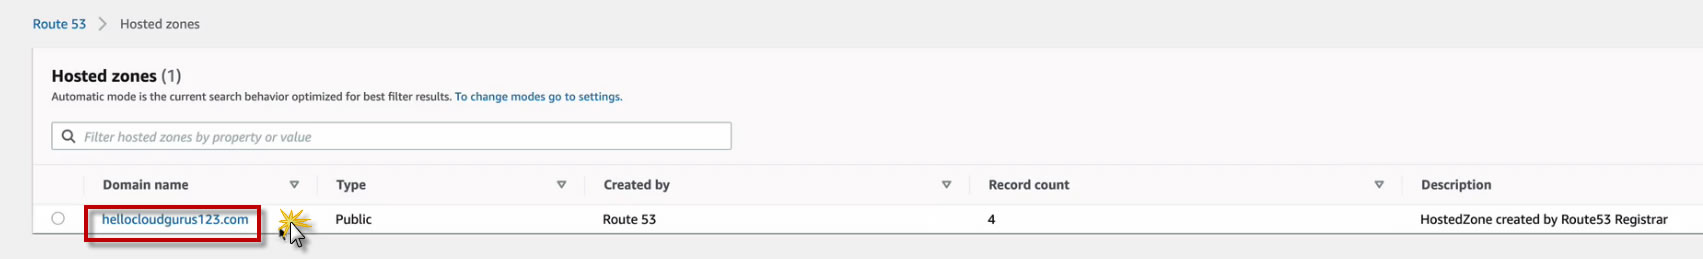 Route 53 > Hosted zones
Hosted zones (1)
Automatic mode is the current search behavior optimized for best filter results. To change modes go to settings.
Filter hosted zones by property or value
Domain name Type Created by Record count Description
hellocloudgurus123.com Public Route 53 4 HostedZone created by Route53 Registrar